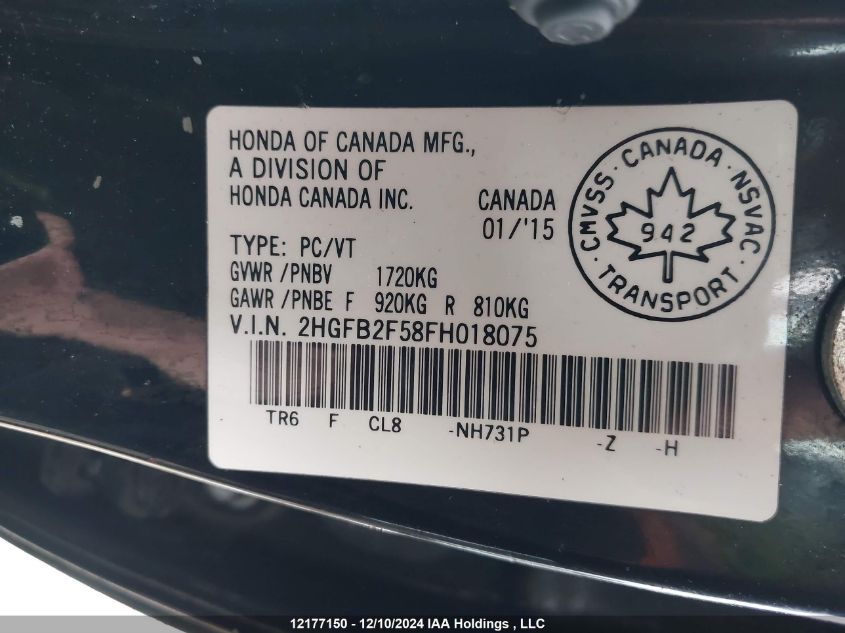 HONDA OF CANADA MFG.,
A DIVISION OF
HONDA CANADA INC. CANADA
01/'15
TYPE: PC/VT
GVWR /PNBV 1720KG
GAWR /PNBE F 920KG R 810KG
V.I.N. 2HGFB2F58FH018075
TR6 F CL8 -NH731P -Z -H
CMVSS · CANADA · NSVAC
942
· TRANSPORT ·
12177150 - 12/10/2024 IAA Holdings , LLC